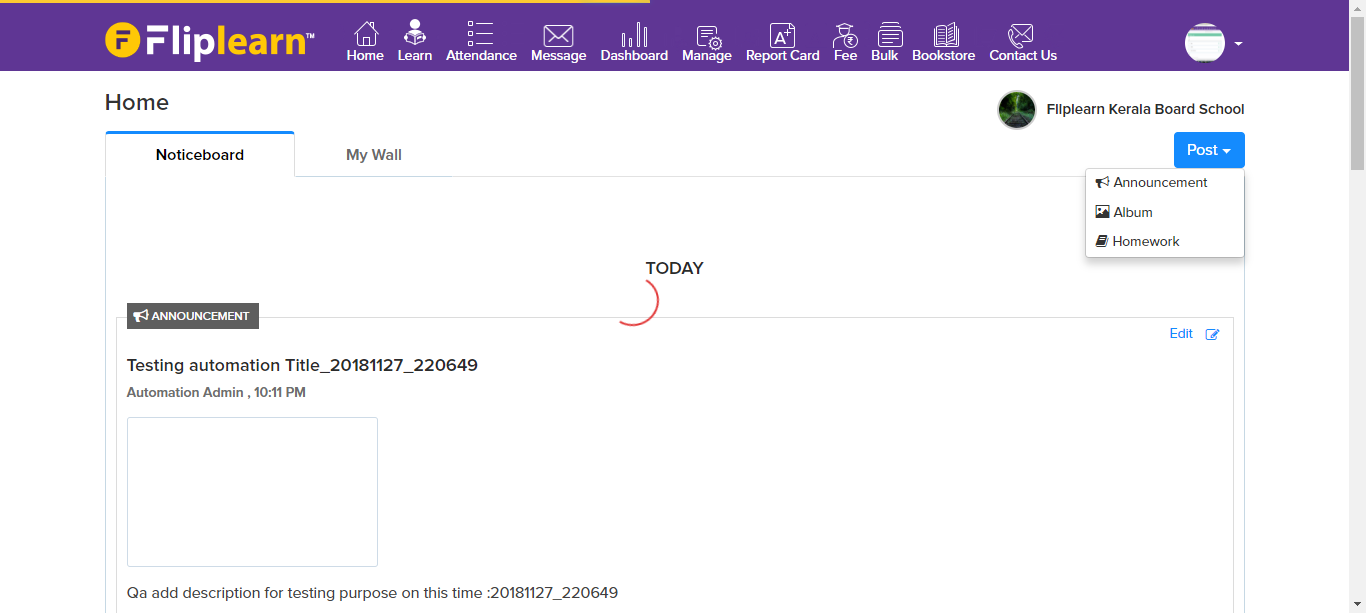 F Fliplearn™
Home Learn Attendance Message Dashboard Manage A+ Report Card Fee Bulk Bookstore Contact Us
Home
Fliplearn Kerala Board School
Noticeboard My Wall
Post
Announcement
Album
Homework
TODAY
ANNOUNCEMENT
Edit
Testing automation Title_20181127_220649
Automation Admin , 10:11 PM
Qa add description for testing purpose on this time :20181127_220649